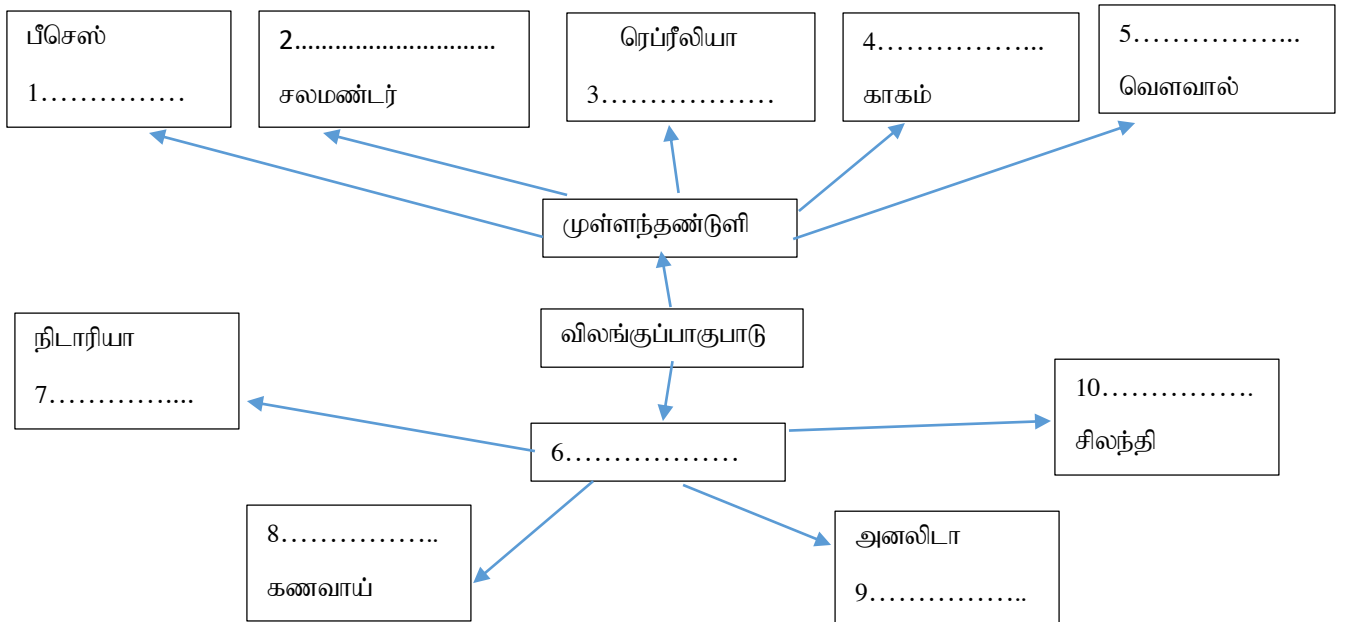 பீசெஸ்
1……………
2................................
சலமண்டர்
ரெப்ரீலியா
3………………
4……………...
காகம்
5……………...
வெளவால்
முள்ளந்தண்டுளி
விலங்குப்பாகுபாடு
நிடாரியா
7…………....
10…………….
சிலந்தி
6………………
8……………..
கணவாய்
அனலிடா
9……………..